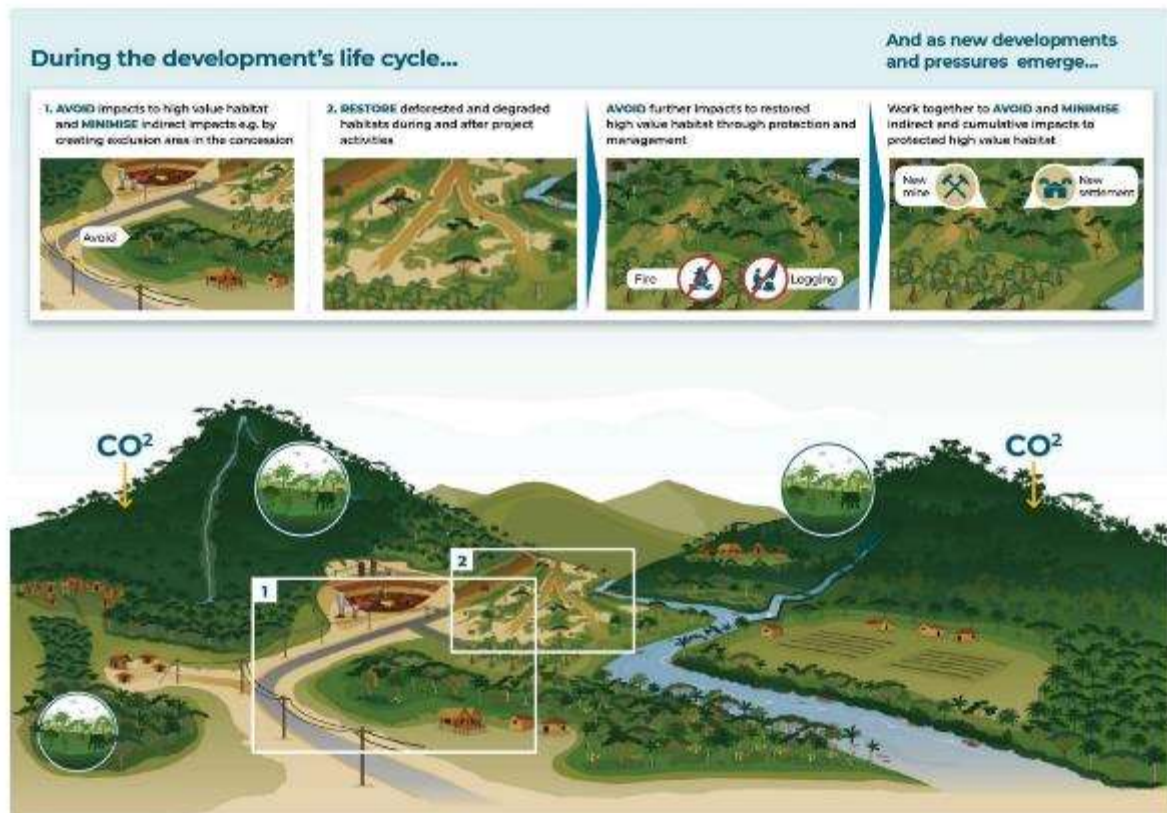 During the development's life cycle...
And as new developments
and pressures emerge...
1. AVOID impacts to high value habitat
and MINIMISE indirect impacts e.g. by
creating exclusion area in the concession
2. RESTORE deforested and degraded
habitats during and after project
activities
AVOID further impacts to restored
high value habitat through protection and
management
Work together to AVOID and MINIMISE
indirect and cumulative impacts to
protected high value habitat
Avoid
Fire
Logging
New
mine
New
settlement
CO²
CO²
1
2